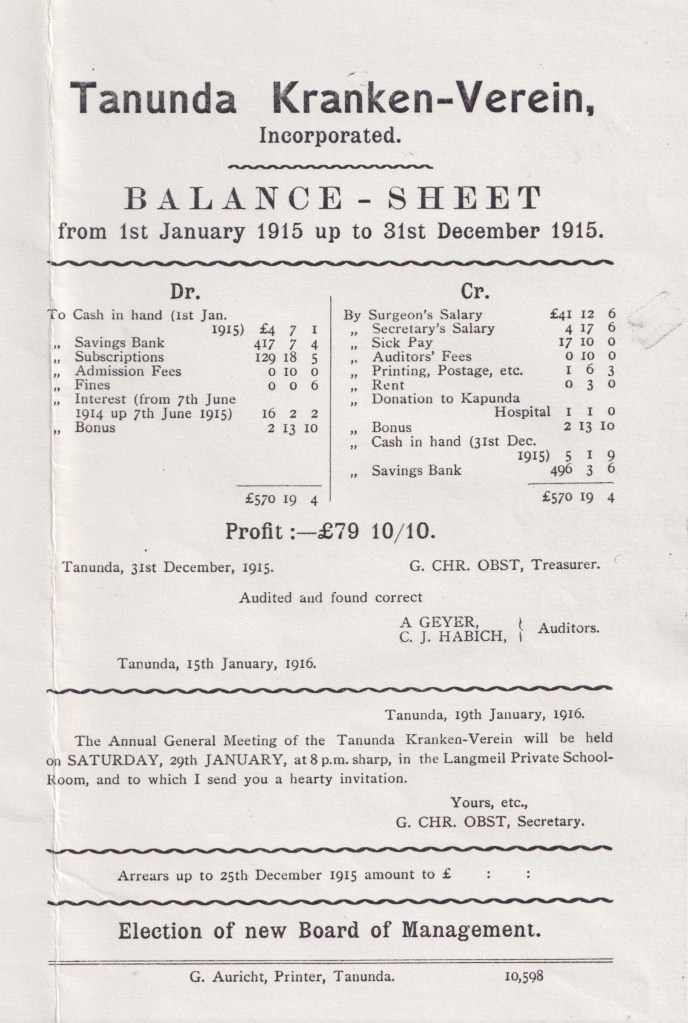 Tanunda Kranken-Verein,
Incorporated.
BALANCE - SHEET
from 1st January 1915 up to 31st December 1915.
Dr.
To Cash in hand (1st Jan.
1915) £4 7 1
„ Savings Bank 417 7 4
„ Subscriptions 129 18 5
„ Admission Fees 0 10 0
„ Fines 0 0 6
„ Interest (from 7th June
1914 up 7th June 1915) 16 2 2
„ Bonus 2 13 10
£570 19 4
Cr.
By Surgeon's Salary £41 12 6
„ Secretary's Salary 4 17 6
„ Sick Pay 17 10 0
„ Auditors' Fees 0 10 0
„ Printing, Postage, etc. 1 6 3
„ Rent 0 3 0
„ Donation to Kapunda
Hospital 1 1 0
„ Bonus 2 13 10
„ Cash in hand (31st Dec.
1915) 5 1 9
„ Savings Bank 496 3 6
£570 19 4
Profit :—£79 10/10.
Tanunda, 31st December, 1915. G. CHR. OBST, Treasurer.
Audited and found correct
A GEYER,
C. J. HABICH, } Auditors.
Tanunda, 15th January, 1916.
Tanunda, 19th January, 1916.
The Annual General Meeting of the Tanunda Kranken-Verein will be held
on SATURDAY, 29th JANUARY, at 8 p.m. sharp, in the Langmeil Private School-
Room, and to which I send you a hearty invitation.
Yours, etc.,
G. CHR. OBST, Secretary.
Arrears up to 25th December 1915 amount to £ : :
Election of new Board of Management.
G. Auricht, Printer, Tanunda. 10,598